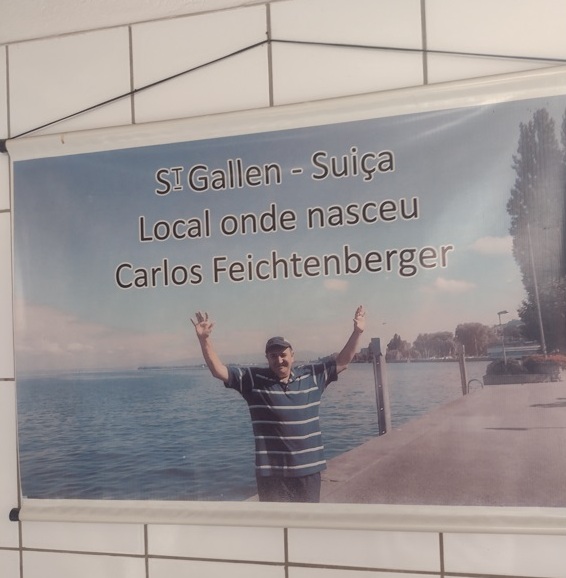 St Gallen - Suiça
Local onde nasceu
Carlos Feichtenberger